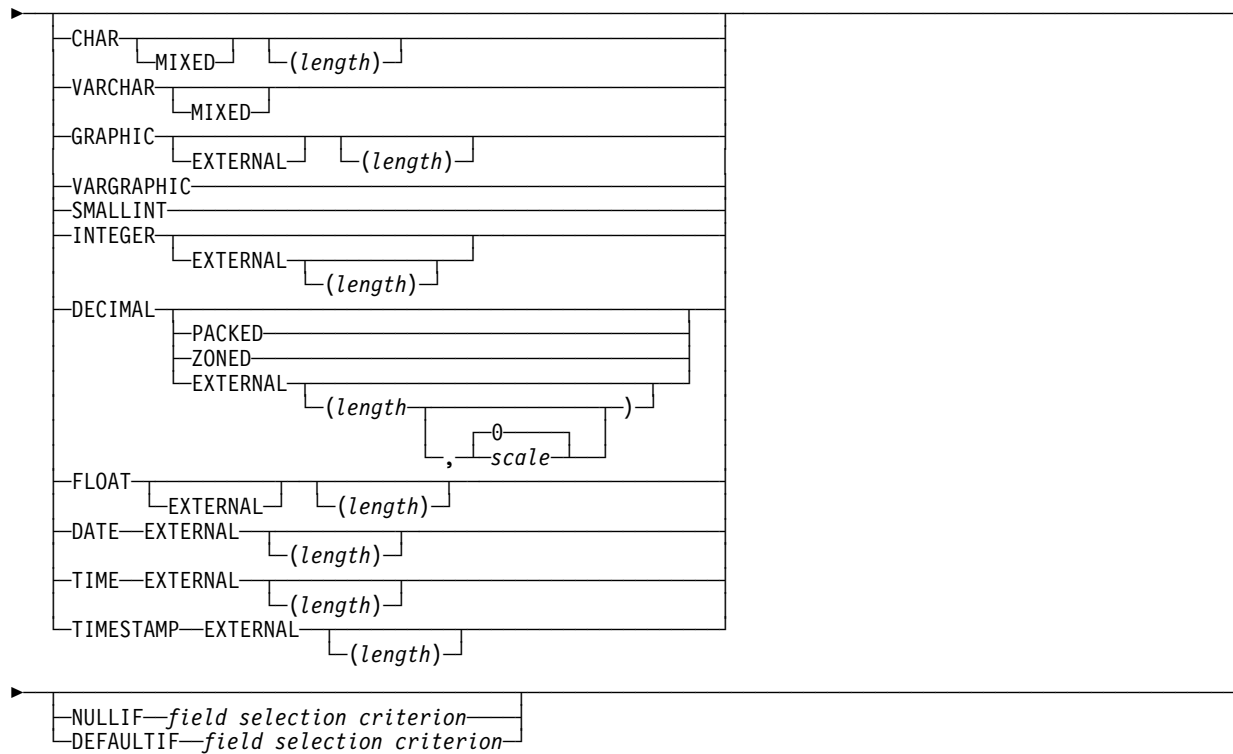 CHAR
MIXED (length)
VARCHAR
MIXED
GRAPHIC
EXTERNAL (length)
VARGRAPHIC
SMALLINT
INTEGER
EXTERNAL
(length)
DECIMAL
PACKED
ZONED
EXTERNAL
(length )
0
, scale
FLOAT
EXTERNAL (length)
DATE EXTERNAL
(length)
TIME EXTERNAL
(length)
TIMESTAMP EXTERNAL
(length)
NULLIF field selection criterion
DEFAULTIF field selection criterion